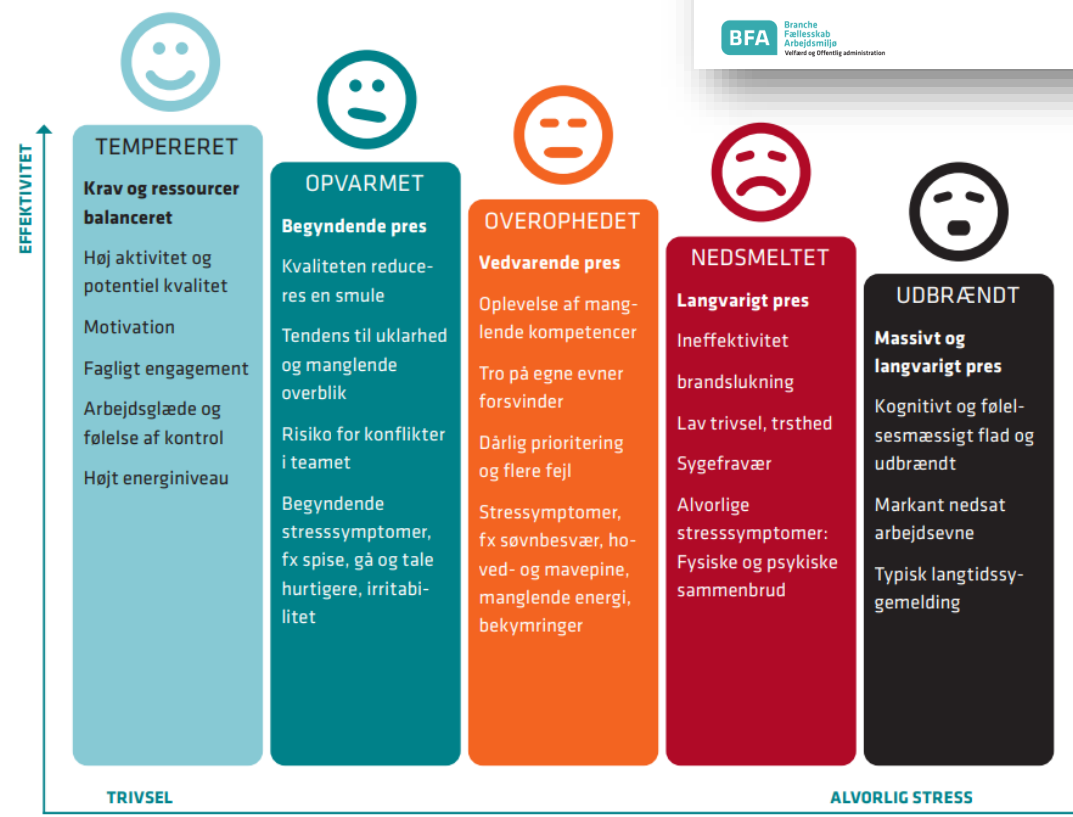 BFA
Branche
Fællesskab
Arbejdsmiljø
Velfærd og Offentlig administration
EFFEKTIVITET
TEMPERERET
Krav og ressourcer
balanceret
Høj aktivitet og
potentiel kvalitet
Motivation
Fagligt engagement
Arbejdsglæde og
følelse af kontrol
Højt energiniveau
OPVARMET
Begyndende pres
Kvaliteten reduce-
res en smule
Tendens til uklarhed
og manglende
overblik
Risiko for konflikter
i teamet
Begyndende
stresssymptomer,
fx spise, gå og tale
hurtigere, irritabi-
litet
OVEROPHEDET
Vedvarende pres
Oplevelse af mang-
lende kompetencer
Tro på egne evner
forsvinder
Dårlig prioritering
og flere fejl
Stressymptomer,
fx søvnbesvær, ho-
ved- og mavepine,
manglende energi,
bekymringer
NEDSMELTET
Langvarigt pres
Ineffektivitet
brandslukning
Lav trivsel, trsthed
Sygefravær
Alvorlige
stresssymptomer:
Fysiske og psykiske
sammenbrud
UDBRÆNDT
Massivt og
langvarigt pres
Kognitivt og følel-
sesmæssigt flad og
udbrændt
Markant nedsat
arbejdsevne
Typisk langtidssy-
gemelding
TRIVSEL
ALVORLIG STRESS